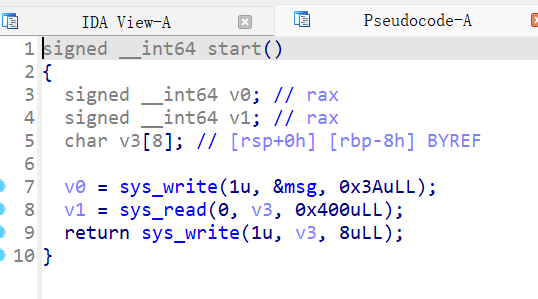 IDA View-A
Pseudocode-A
1 signed __int64 start()
2 {
3 signed __int64 v0; // rax
4 signed __int64 v1; // rax
5 char v3[8]; // [rsp+0h] [rbp-8h] BYREF
6
7 v0 = sys_write(1u, &msg, 0x3AuLL);
8 v1 = sys_read(0, v3, 0x400uLL);
9 return sys_write(1u, v3, 8uLL);
10 }